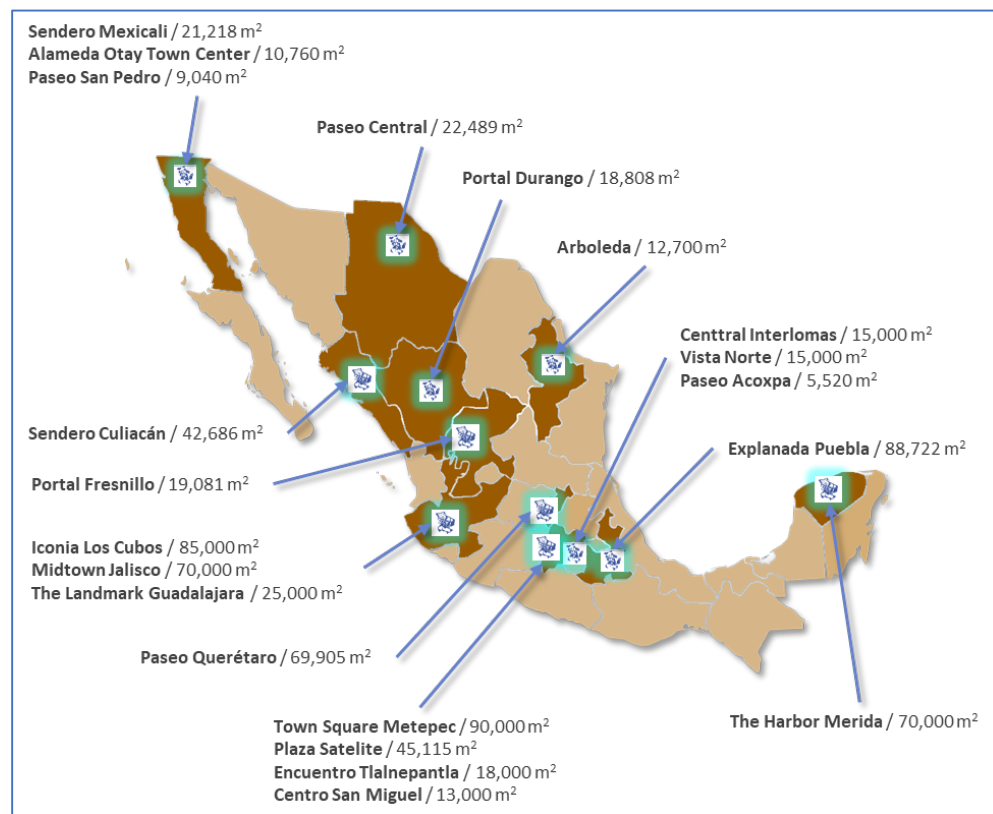 Sendero Mexicali / 21,218 m²
Alameda Otay Town Center / 10,760 m²
Paseo San Pedro / 9,040 m²
Paseo Central / 22,489 m²
Portal Durango / 18,808 m²
Arboleda / 12,700 m²
Centtral Interlomas / 15,000 m²
Vista Norte / 15,000 m²
Paseo Acoxpa / 5,520 m²
Sendero Culiacán / 42,686 m²
Explanada Puebla / 88,722 m²
Portal Fresnillo / 19,081 m²
Iconia Los Cubos / 85,000 m²
Midtown Jalisco / 70,000 m²
The Landmark Guadalajara / 25,000 m²
Paseo Querétaro / 69,905 m²
Town Square Metepec / 90,000 m²
Plaza Satelite / 45,115 m²
Encuentro Tlalnepantla / 18,000 m²
Centro San Miguel / 13,000 m²
The Harbor Merida / 70,000 m²